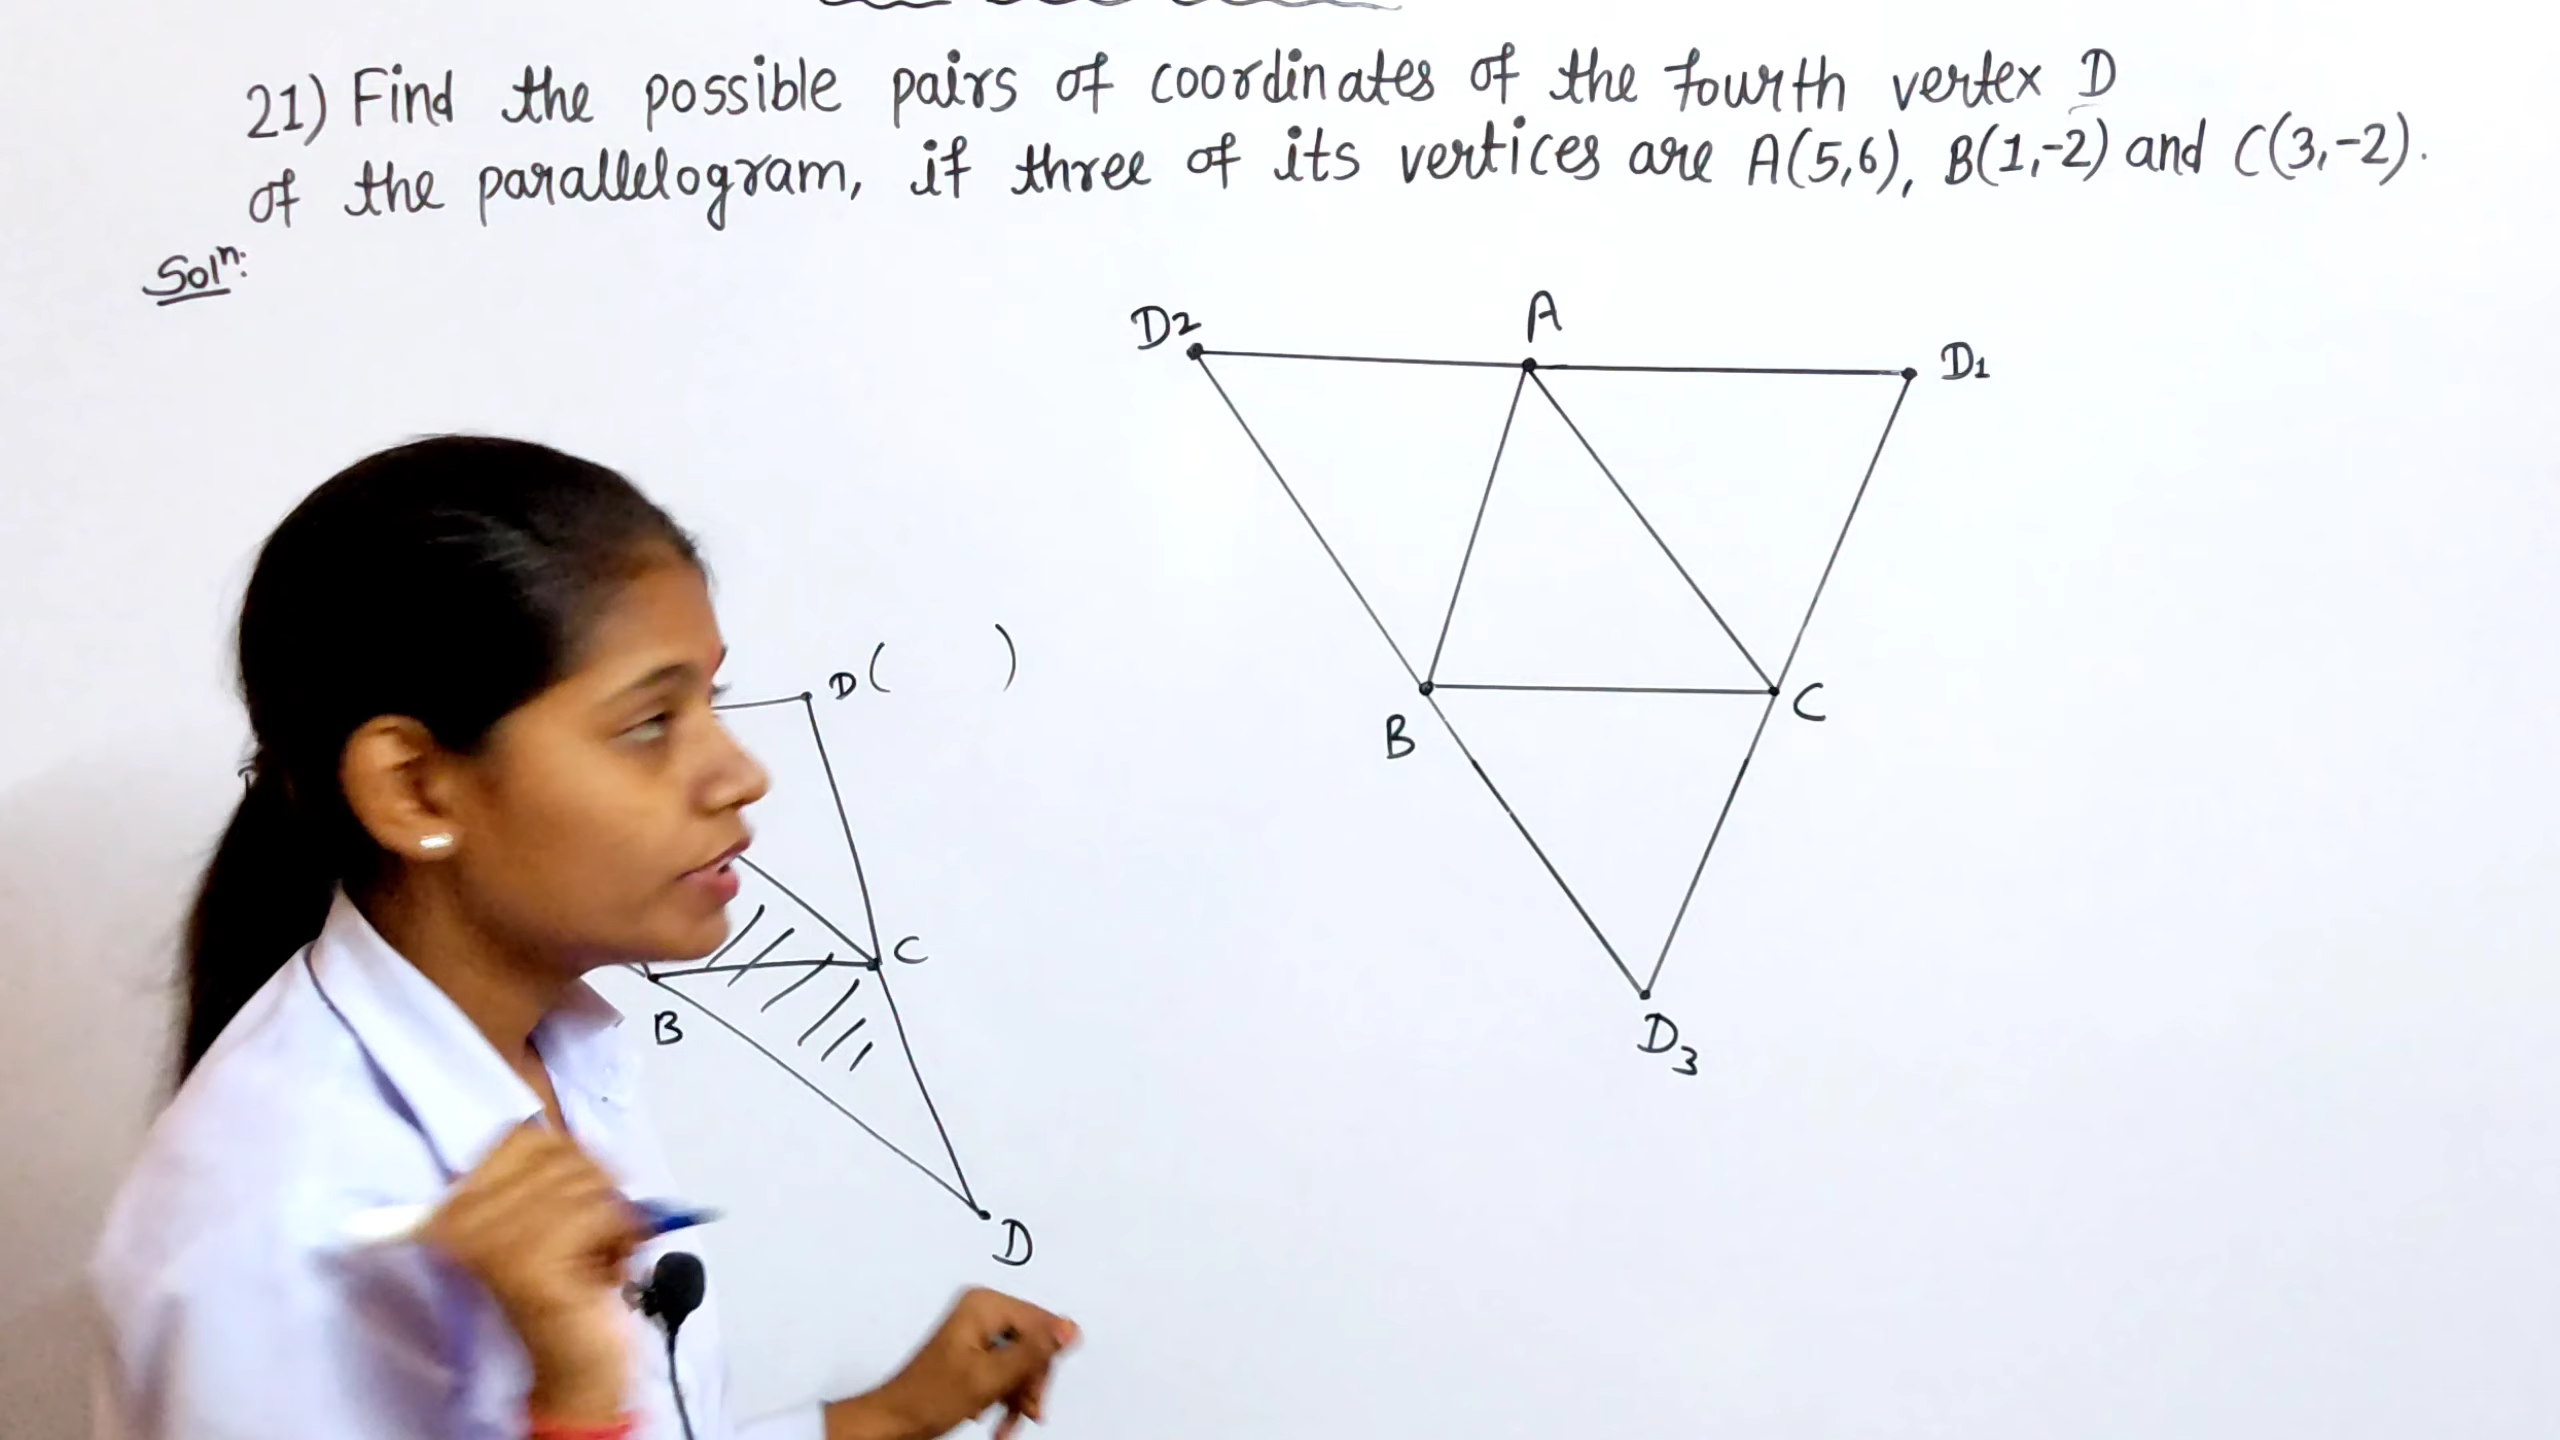 21) Find the possible pairs of coordinates of the fourth vertex D
of the parallelogram, if three of its vertices are A(5,6), B(1,-2) and C(3,-2).
Solⁿ:
D2
A
D1
B
C
D3
D( )
C
B
D